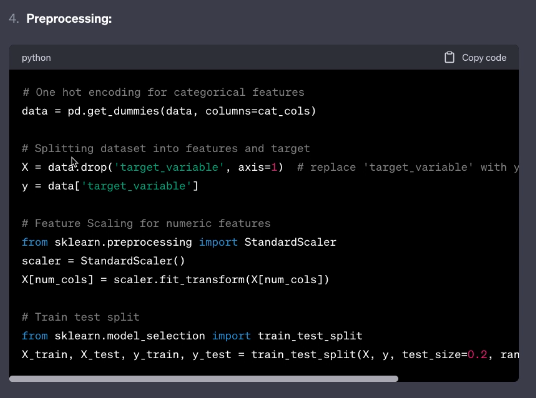 4. Preprocessing:
python Copy code
# One hot encoding for categorical features
data = pd.get_dummies(data, columns=cat_cols)
# Splitting dataset into features and target
X = data.drop('target_variable', axis=1)  # replace 'target_variable' with y
y = data['target_variable']
# Feature Scaling for numeric features
from sklearn.preprocessing import StandardScaler
scaler = StandardScaler()
X[num_cols] = scaler.fit_transform(X[num_cols])
# Train test split
from sklearn.model_selection import train_test_split
X_train, X_test, y_train, y_test = train_test_split(X, y, test_size=0.2, ran